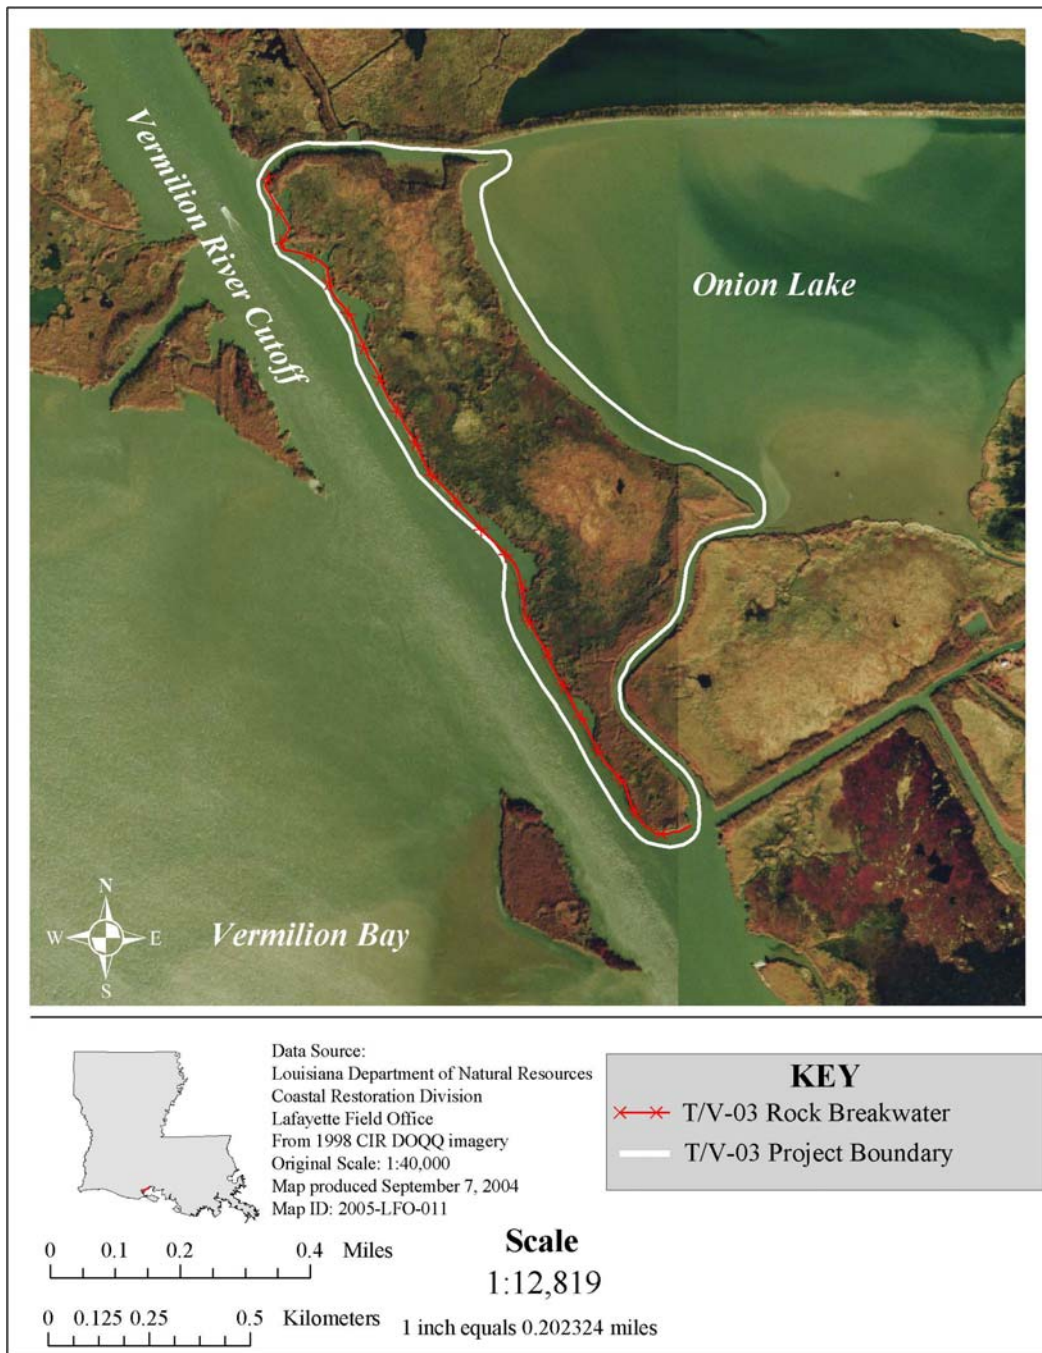 Vermilion River Cutoff
Onion Lake
N
W E
S
Vermilion Bay
Data Source:
Louisiana Department of Natural Resources
Coastal Restoration Division
Lafayette Field Office
From 1998 CIR DOQQ imagery
Original Scale: 1:40,000
Map produced September 7, 2004
Map ID: 2005-LFO-011
KEY
T/V-03 Rock Breakwater
T/V-03 Project Boundary
0 0.1 0.2 0.4 Miles
0 0.125 0.25 0.5 Kilometers
Scale
1:12,819
1 inch equals 0.202324 miles